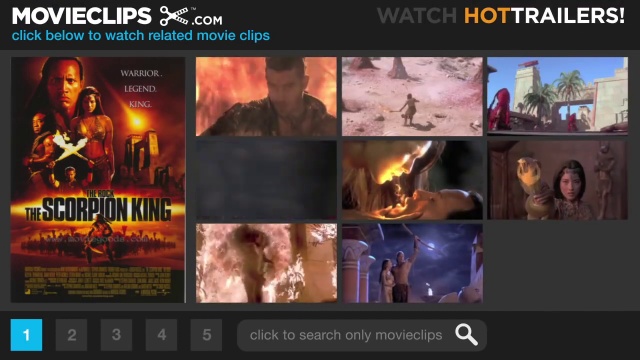 MOVIECLIPS ™ .COM
WATCH HOTTRAILERS!
click below to watch related movie clips
WARRIOR.
LEGEND.
KING.
THE ROCK
THE SCORPION KING
1 2 3 4 5
click to search only movieclips